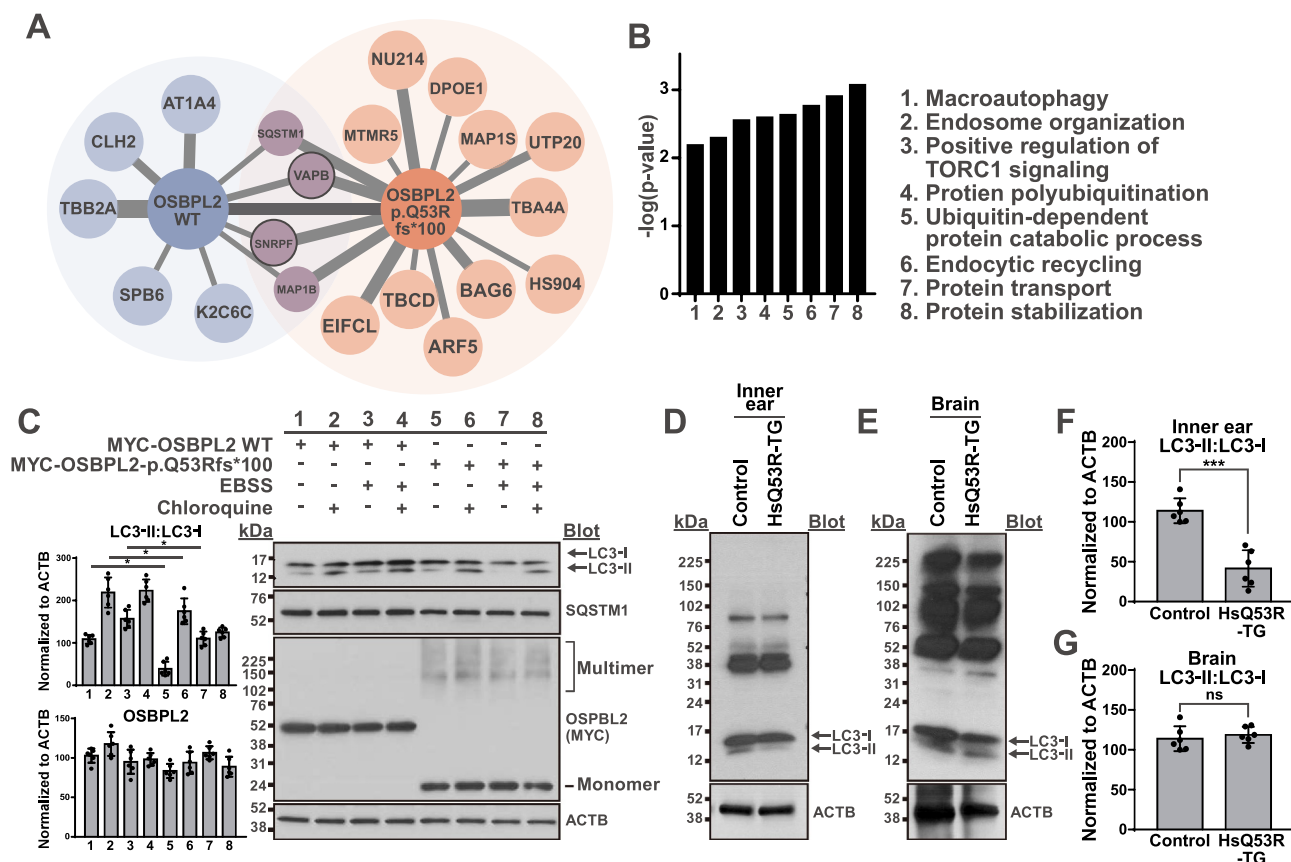 A
NU214
DPOE1
AT1A4
SQSTM1
MTMR5
MAP1S
UTP20
CLH2
VAPB
TBB2A
OSBPL2
WT
OSBPL2
p.Q53R
fs*100
TBA4A
SNRPF
MAP1B
SPB6
K2C6C
EIFCL
TBCD
BAG6
HS904
ARF5
B
-log(p-value)
3
2
1
0
1 2 3 4 5 6 7 8
1. Macroautophagy
2. Endosome organization
3. Positive regulation of
TORC1 signaling
4. Protien polyubiquitination
5. Ubiquitin-dependent
protein catabolic process
6. Endocytic recycling
7. Protein transport
8. Protein stabilization
C
1 2 3 4 5 6 7 8
MYC-OSBPL2 WT + + + + - - - -
MYC-OSBPL2-p.Q53Rfs*100 - - - - + + + +
EBSS - - + + - - + +
Chloroquine - + - + - + - +
LC3-II:LC3-I
Normalized to ACTB
300
200
100
0
* * *
1 2 3 4 5 6 7 8
OSBPL2
Normalized to ACTB
150
100
50
0
1 2 3 4 5 6 7 8
kDa
Blot
17
12
LC3-I
LC3-II
76
52
SQSTM1
225
150
102
76
52
38
31
24
17
Multimer
OSPBL2
(MYC)
Monomer
52
38
ACTB
D
Inner
ear
Control
HsQ53R-TG
kDa
Blot
225
150
102
76
52
38
31
24
17
12
LC3-I
LC3-II
52
38
ACTB
E
Brain
Control
HsQ53R-TG
kDa
Blot
225
150
102
76
52
38
31
24
17
12
LC3-I
LC3-II
52
38
ACTB
F
Inner ear
LC3-II:LC3-I
***
Normalized to ACTB
200
150
100
50
0
Control HsQ53R
-TG
G
Brain
LC3-II:LC3-I
ns
Normalized to ACTB
200
150
100
50
0
Control HsQ53R
-TG